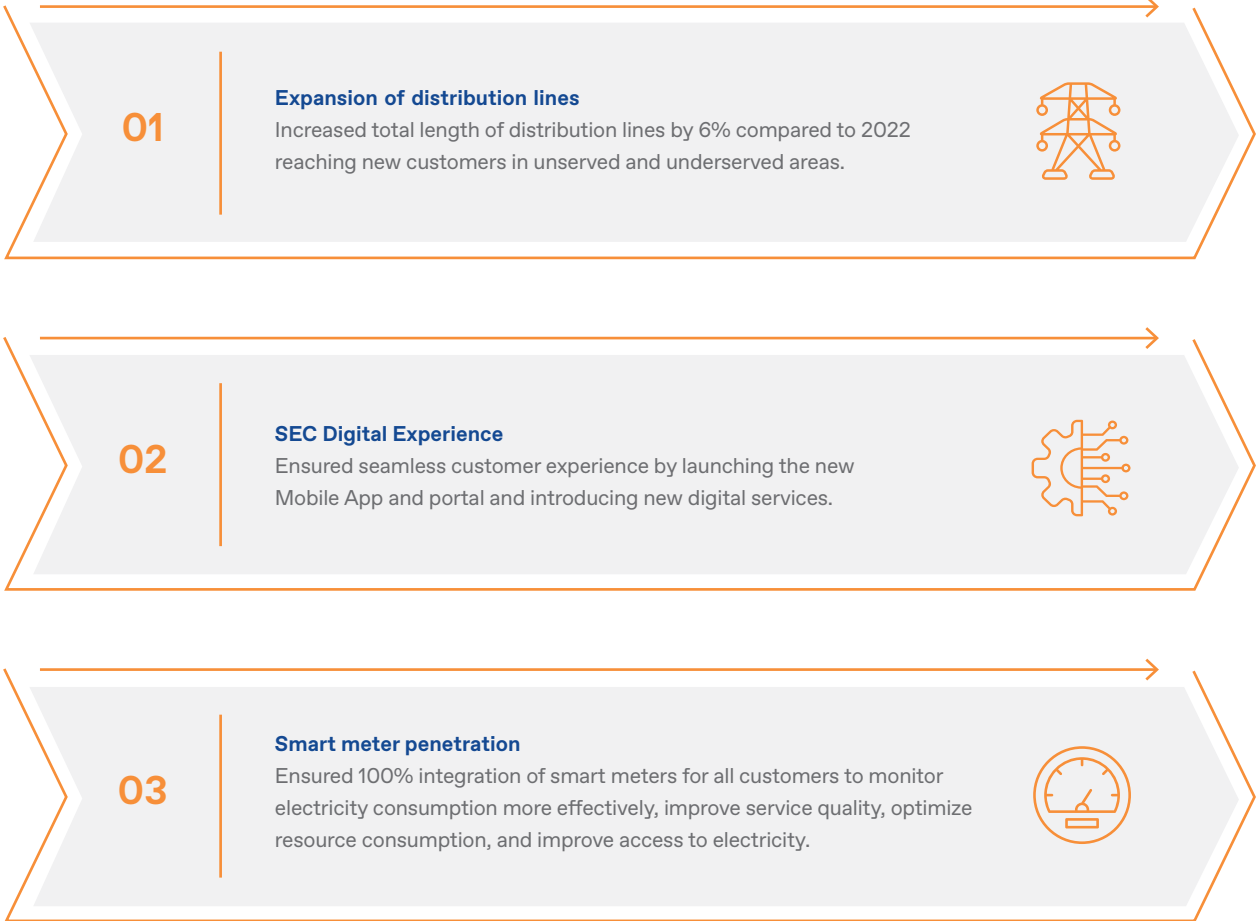 01
Expansion of distribution lines
Increased total length of distribution lines by 6% compared to 2022
reaching new customers in unserved and underserved areas.
02
SEC Digital Experience
Ensured seamless customer experience by launching the new
Mobile App and portal and introducing new digital services.
03
Smart meter penetration
Ensured 100% integration of smart meters for all customers to monitor
electricity consumption more effectively, improve service quality, optimize
resource consumption, and improve access to electricity.